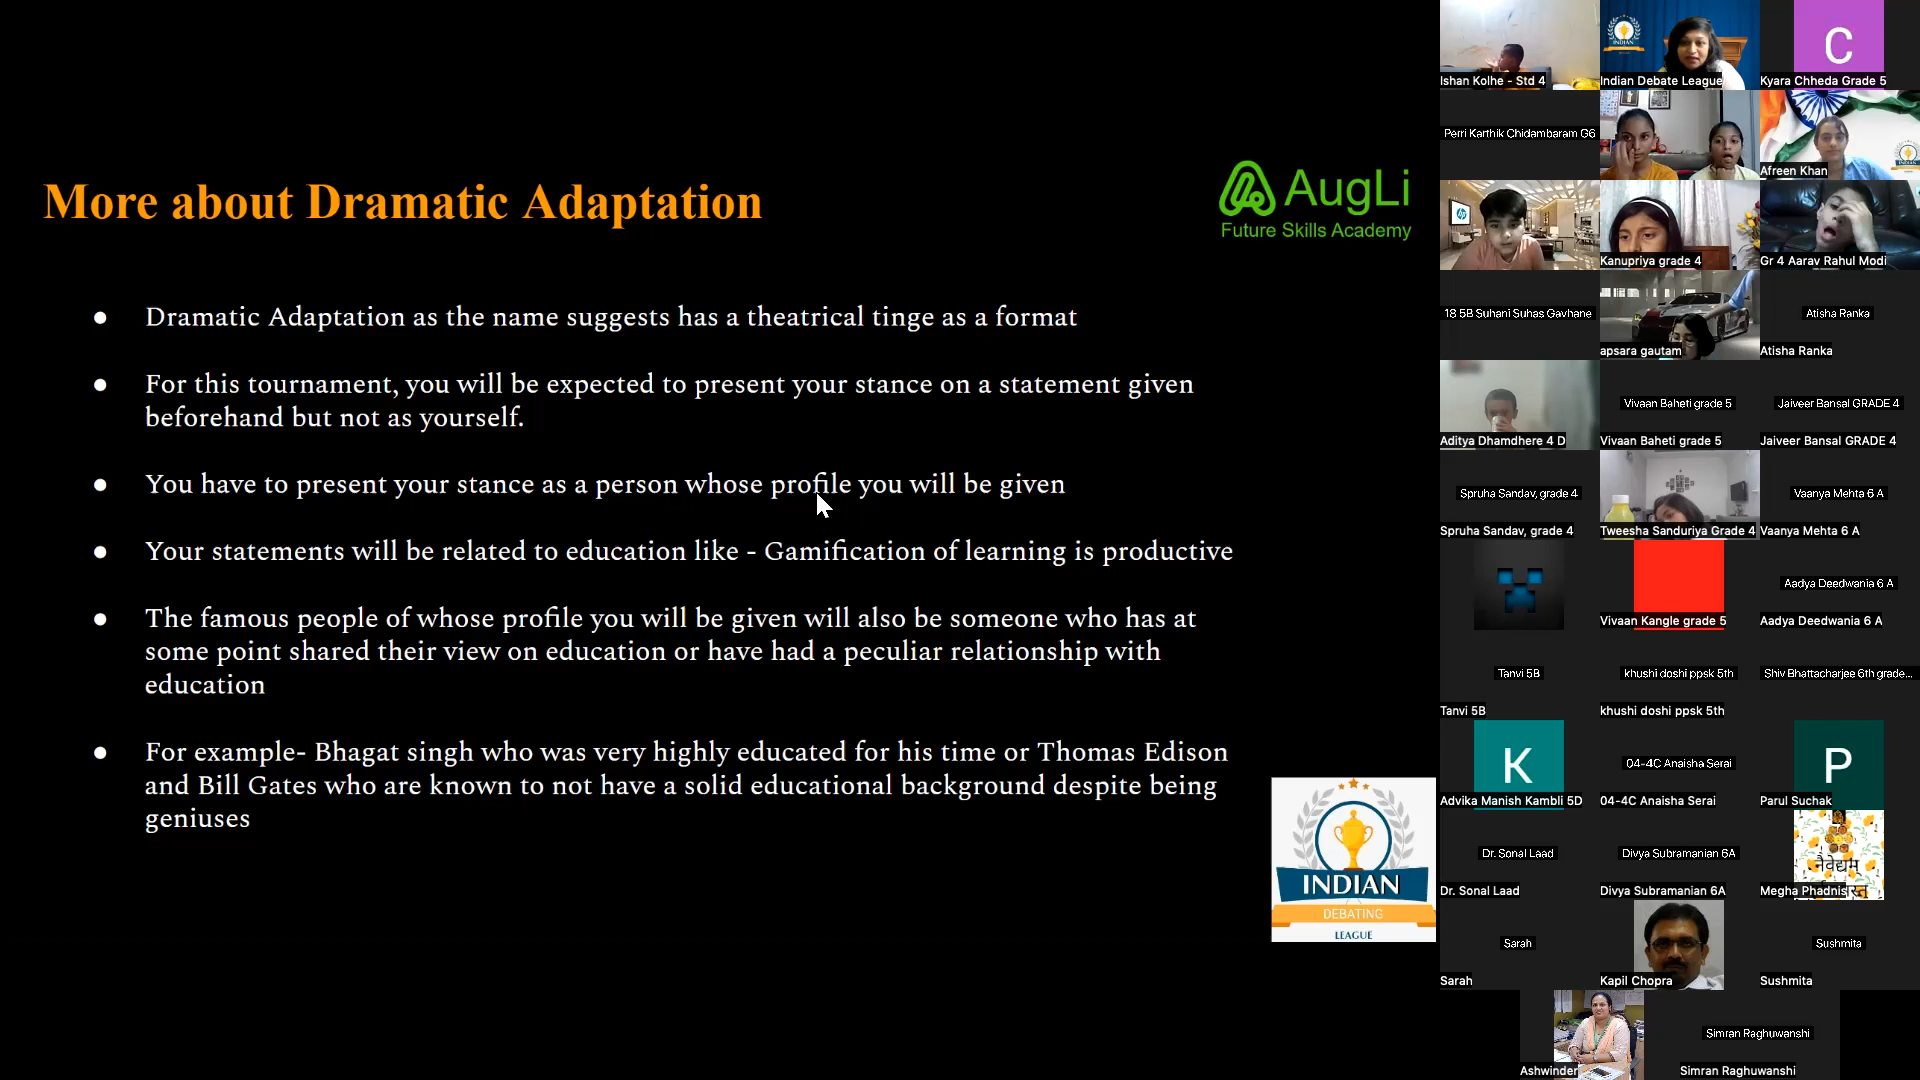 More about Dramatic Adaptation
AugLi
Future Skills Academy
● Dramatic Adaptation as the name suggests has a theatrical tinge as a format
● For this tournament, you will be expected to present your stance on a statement given
beforehand but not as yourself.
● You have to present your stance as a person whose profile you will be given
● Your statements will be related to education like - Gamification of learning is productive
● The famous people of whose profile you will be given will also be someone who has at
some point shared their view on education or have had a peculiar relationship with
education
● For example- Bhagat singh who was very highly educated for his time or Thomas Edison
and Bill Gates who are known to not have a solid educational background despite being
geniuses
INDIAN
DEBATING
LEAGUE
Ishan Kolhe - Std 4
INDIAN
Indian Debate League
C
Kyara Chheda Grade 5
Perri Karthik Chidambaram G6
Afreen Khan
hp
Kanupriya grade 4
Gr 4 Aarav Rahul Modi
18 5B Suhani Suhas Gavhane
apsara gautam
Atisha Ranka
Atisha Ranka
Aditya Dhamdhere 4 D
Vivaan Baheti grade 5
Vivaan Baheti grade 5
Jaiveer Bansal GRADE 4
Jaiveer Bansal GRADE 4
Spruha Sandav, grade 4
Spruha Sandav, grade 4
Tweesha Sanduriya Grade 4
Vaanya Mehta 6 A
Vaanya Mehta 6 A
Vivaan Kangle grade 5
Aadya Deedwania 6 A
Aadya Deedwania 6 A
Tanvi 5B
Tanvi 5B
khushi doshi ppsk 5th
khushi doshi ppsk 5th
Shiv Bhattacharjee 6th grade...
K
Advika Manish Kambli 5D
04-4C Anaisha Serai
04-4C Anaisha Serai
P
Parul Suchak
Dr. Sonal Laad
Dr. Sonal Laad
Divya Subramanian 6A
Divya Subramanian 6A
नैवेद्यम्
Megha Phadnis
Sarah
Sarah
Kapil Chopra
Sushmita
Sushmita
Ashwinder
Simran Raghuwanshi
Simran Raghuwanshi